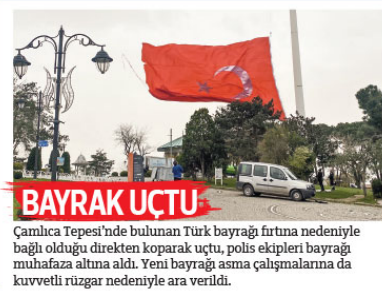 BAYRAK UÇTU
Çamlıca Tepesi’nde bulunan Türk bayrağı fırtına nedeniyle
bağlı olduğu direkten koparak uçtu, polis ekipleri bayrağı
muhafaza altına aldı. Yeni bayrağı asma çalışmalarına da
kuvvetli rüzgar nedeniyle ara verildi.